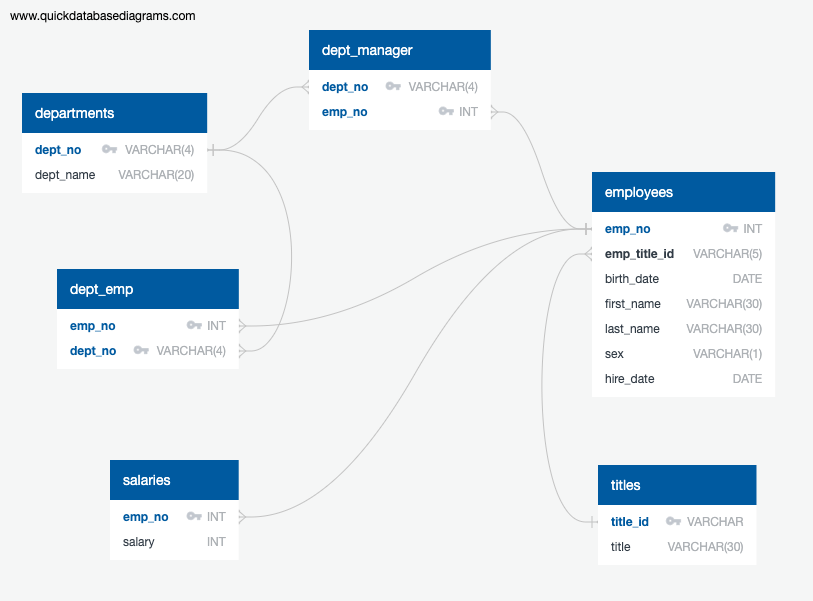 www.quickdatabasediagrams.com
dept_manager
dept_no VARCHAR(4)
emp_no INT
departments
dept_no VARCHAR(4)
dept_name VARCHAR(20)
employees
emp_no INT
emp_title_id VARCHAR(5)
birth_date DATE
first_name VARCHAR(30)
last_name VARCHAR(30)
sex VARCHAR(1)
hire_date DATE
dept_emp
emp_no INT
dept_no VARCHAR(4)
salaries
emp_no INT
salary INT
titles
title_id VARCHAR
title VARCHAR(30)